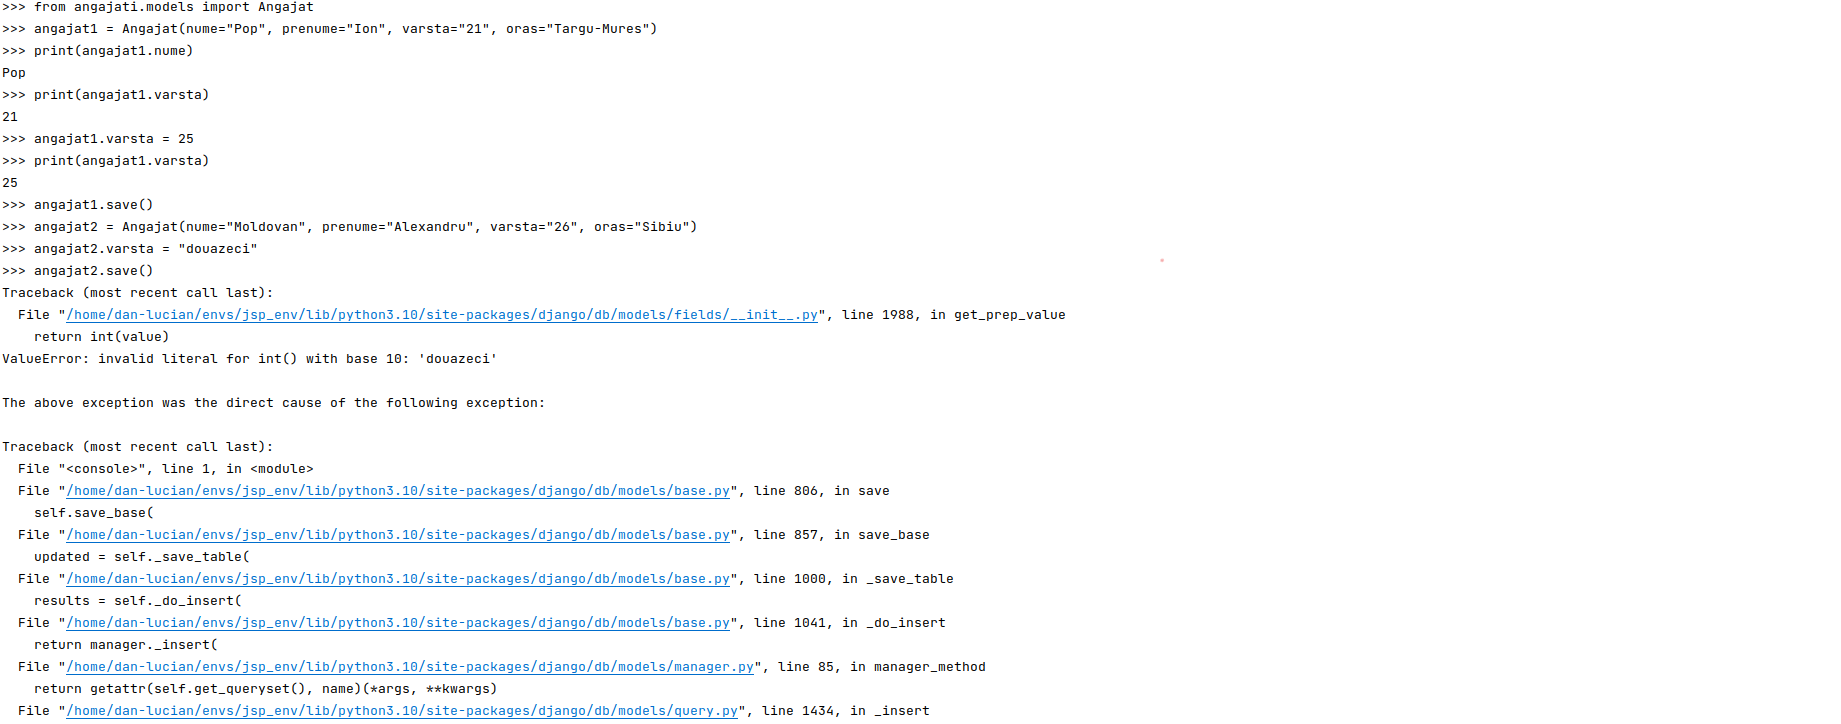 >>> from angajati.models import Angajat
>>> angajat1 = Angajat(nume="Pop", prenume="Ion", varsta="21", oras="Targu-Mures")
>>> print(angajat1.nume)
Pop
>>> print(angajat1.varsta)
21
>>> angajat1.varsta = 25
>>> print(angajat1.varsta)
25
>>> angajat1.save()
>>> angajat2 = Angajat(nume="Moldovan", prenume="Alexandru", varsta="26", oras="Sibiu")
>>> angajat2.varsta = "douazeci"
>>> angajat2.save()
Traceback (most recent call last):
  File "/home/dan-lucian/envs/jsp_env/lib/python3.10/site-packages/django/db/models/fields/__init__.py", line 1988, in get_prep_value
    return int(value)
ValueError: invalid literal for int() with base 10: 'douazeci'

The above exception was the direct cause of the following exception:

Traceback (most recent call last):
  File "<console>", line 1, in <module>
  File "/home/dan-lucian/envs/jsp_env/lib/python3.10/site-packages/django/db/models/base.py", line 806, in save
    self.save_base(
  File "/home/dan-lucian/envs/jsp_env/lib/python3.10/site-packages/django/db/models/base.py", line 857, in save_base
    updated = self._save_table(
  File "/home/dan-lucian/envs/jsp_env/lib/python3.10/site-packages/django/db/models/base.py", line 1000, in _save_table
    results = self._do_insert(
  File "/home/dan-lucian/envs/jsp_env/lib/python3.10/site-packages/django/db/models/base.py", line 1041, in _do_insert
    return manager._insert(
  File "/home/dan-lucian/envs/jsp_env/lib/python3.10/site-packages/django/db/models/manager.py", line 85, in manager_method
    return getattr(self.get_queryset(), name)(*args, **kwargs)
  File "/home/dan-lucian/envs/jsp_env/lib/python3.10/site-packages/django/db/models/query.py", line 1434, in _insert